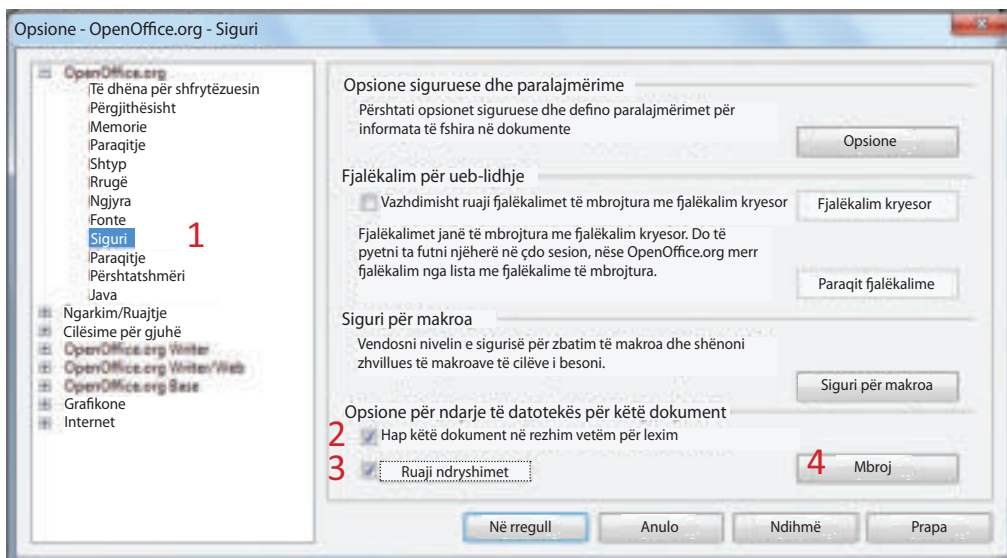 Opsione - OpenOffice.org - Siguri
OpenOffice.org
Të dhëna për shfrytëzuesin
Përgjithësisht
Memorie
Paraqitje
Shtyp
Rrugë
Ngjyra
Fonte
Siguri 1
Paraqitje
Përshtatshmëri
Java
Ngarkim/Ruajtje
Cilësime për gjuhë
OpenOffice.org Writer
OpenOffice.org Writer/Web
OpenOffice.org Base
Grafikone
Internet
Opsione siguruese dhe paralajmërime
Përshtati opsionet siguruese dhe defino paralajmërimet për
informata të fshira në dokumente
Opsione
Fjalëkalim për ueb-lidhje
Vazhdimisht ruaji fjalëkalimet të mbrojtura me fjalëkalim kryesor
Fjalëkalim kryesor
Fjalëkalimet janë të mbrojtura me fjalëkalim kryesor. Do të
pyetni ta futni njëherë në çdo sesion, nëse OpenOffice.org merr
fjalëkalim nga lista me fjalëkalime të mbrojtura.
Paraqit fjalëkalime
Siguri për makroa
Vendosni nivelin e sigurisë për zbatim të makroa dhe shënoni
zhvillues të makroave të cilëve i besoni.
Siguri për makroa
Opsione për ndarje të datotekës për këtë dokument
2 Hap këtë dokument në rezhim vetëm për lexim
3 Ruaji ndryshimet
4 Mbroj
Në rregull
Anulo
Ndihmë
Prapa